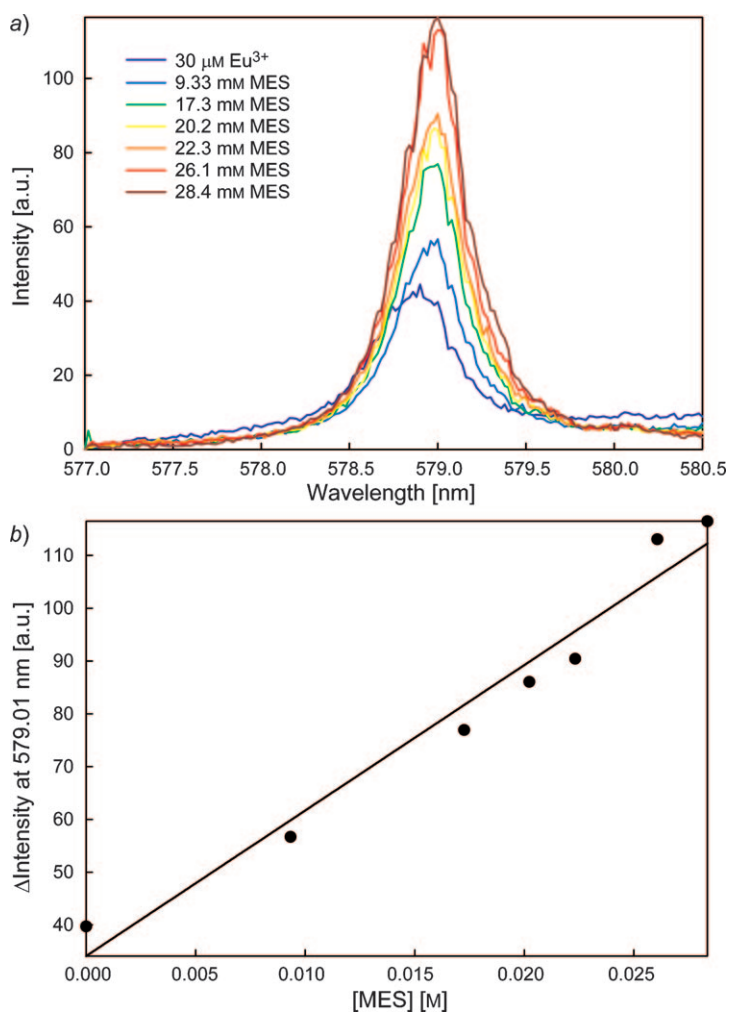 a)
30 μM Eu³⁺
9.33 mM MES
17.3 mM MES
20.2 mM MES
22.3 mM MES
26.1 mM MES
28.4 mM MES
100
80
60
40
20
0
Intensity [a.u.]
577.0 577.5 578.0 578.5 579.0 579.5 580.0 580.5
Wavelength [nm]
b)
110
100
90
80
70
60
50
40
ΔIntensity at 579.01 nm [a.u.]
0.000 0.005 0.010 0.015 0.020 0.025
[MES] [M]